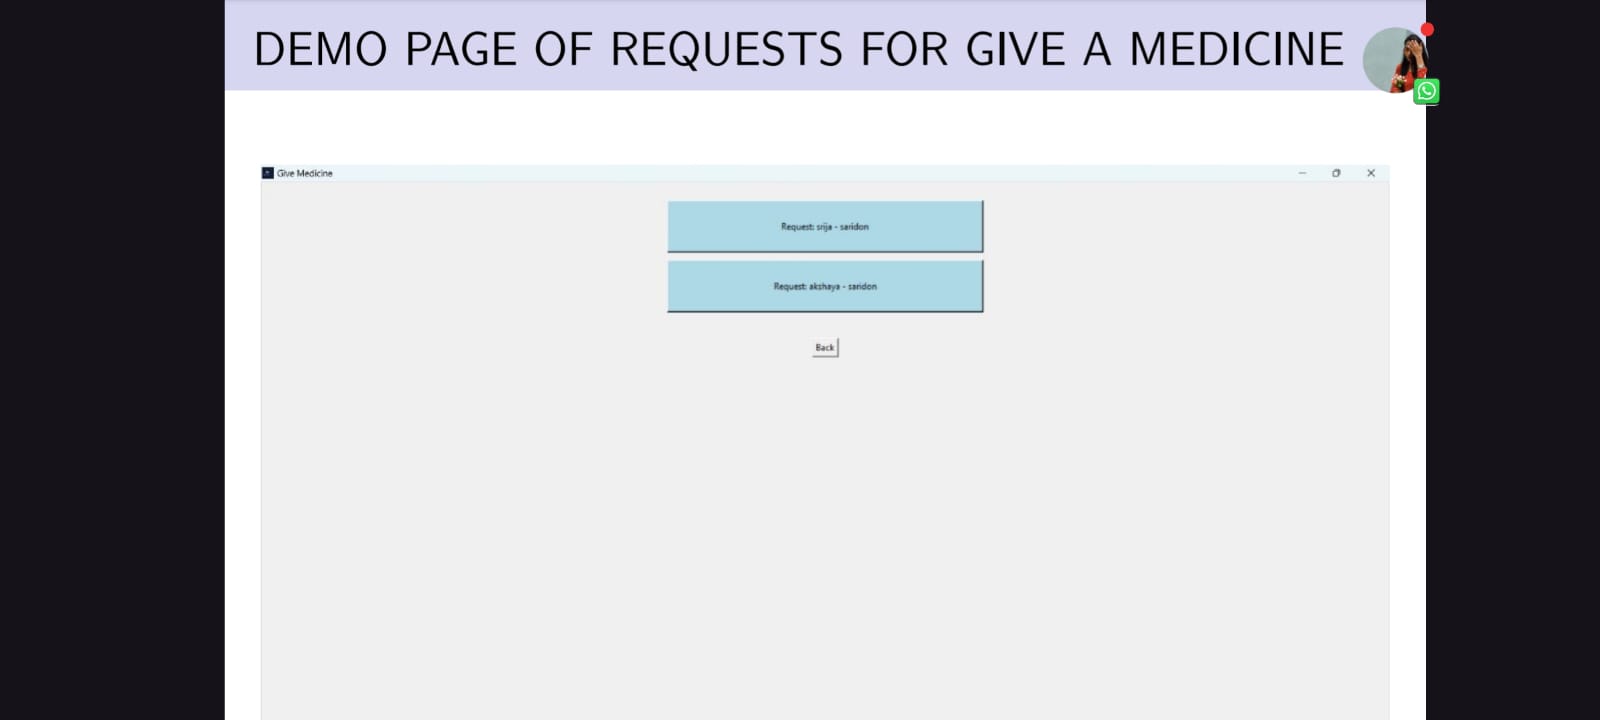 DEMO PAGE OF REQUESTS FOR GIVE A MEDICINE
Give Medicine
Request: srija - saridon
Request: akshaya - saridon
Back